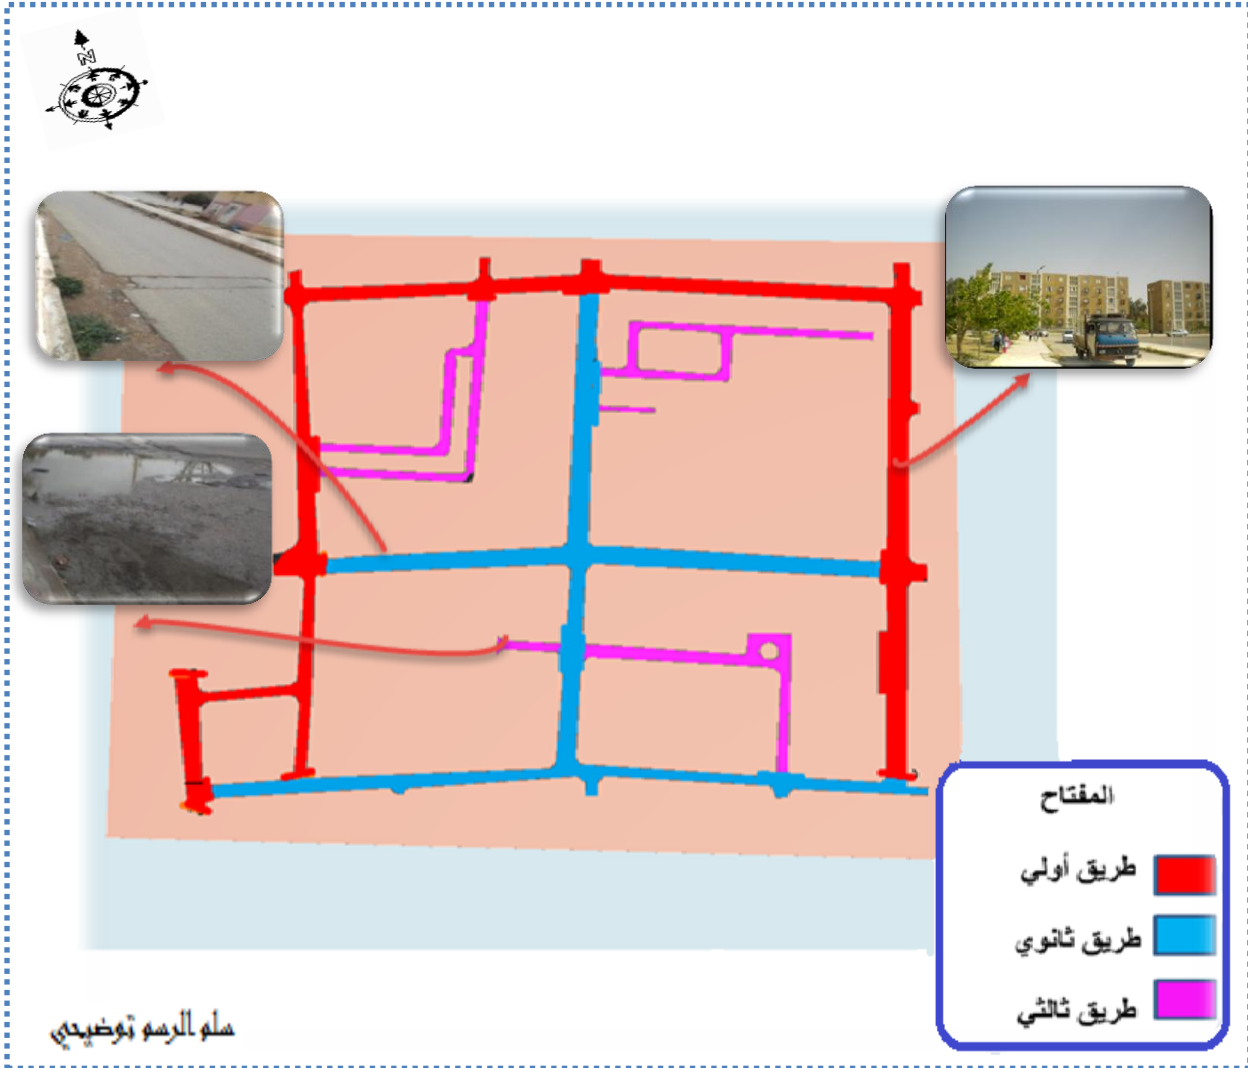 N
المفتاح
طريق أولي
طريق ثانوي
طريق ثالثي
سلم الرسم توضيحي